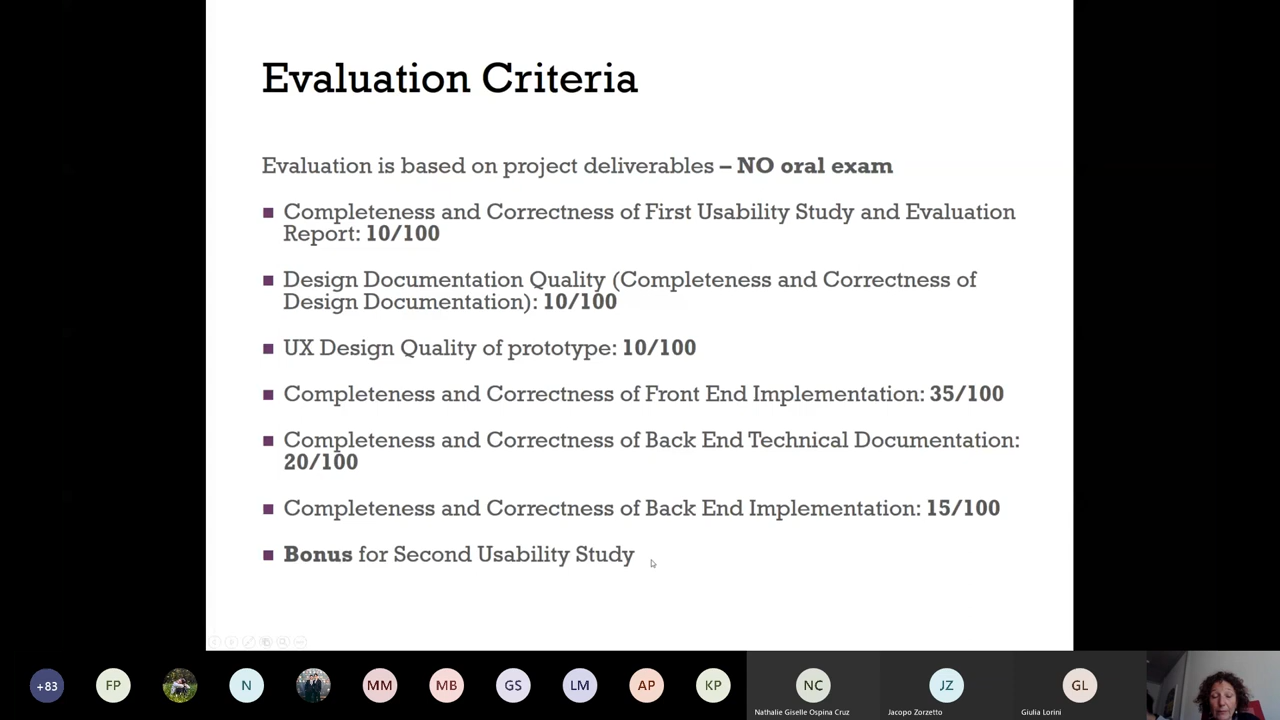 Evaluation Criteria
Evaluation is based on project deliverables – NO oral exam
■ Completeness and Correctness of First Usability Study and Evaluation
Report: 10/100
■ Design Documentation Quality (Completeness and Correctness of
Design Documentation): 10/100
■ UX Design Quality of prototype: 10/100
■ Completeness and Correctness of Front End Implementation: 35/100
■ Completeness and Correctness of Back End Technical Documentation:
20/100
■ Completeness and Correctness of Back End Implementation: 15/100
■ Bonus for Second Usability Study
+83
FP
N
MM
MB
GS
LM
AP
KP
NC
JZ
GL
Nathalie Giselle Ospina Cruz
Jacopo Zorzetto
Giulia Lorini